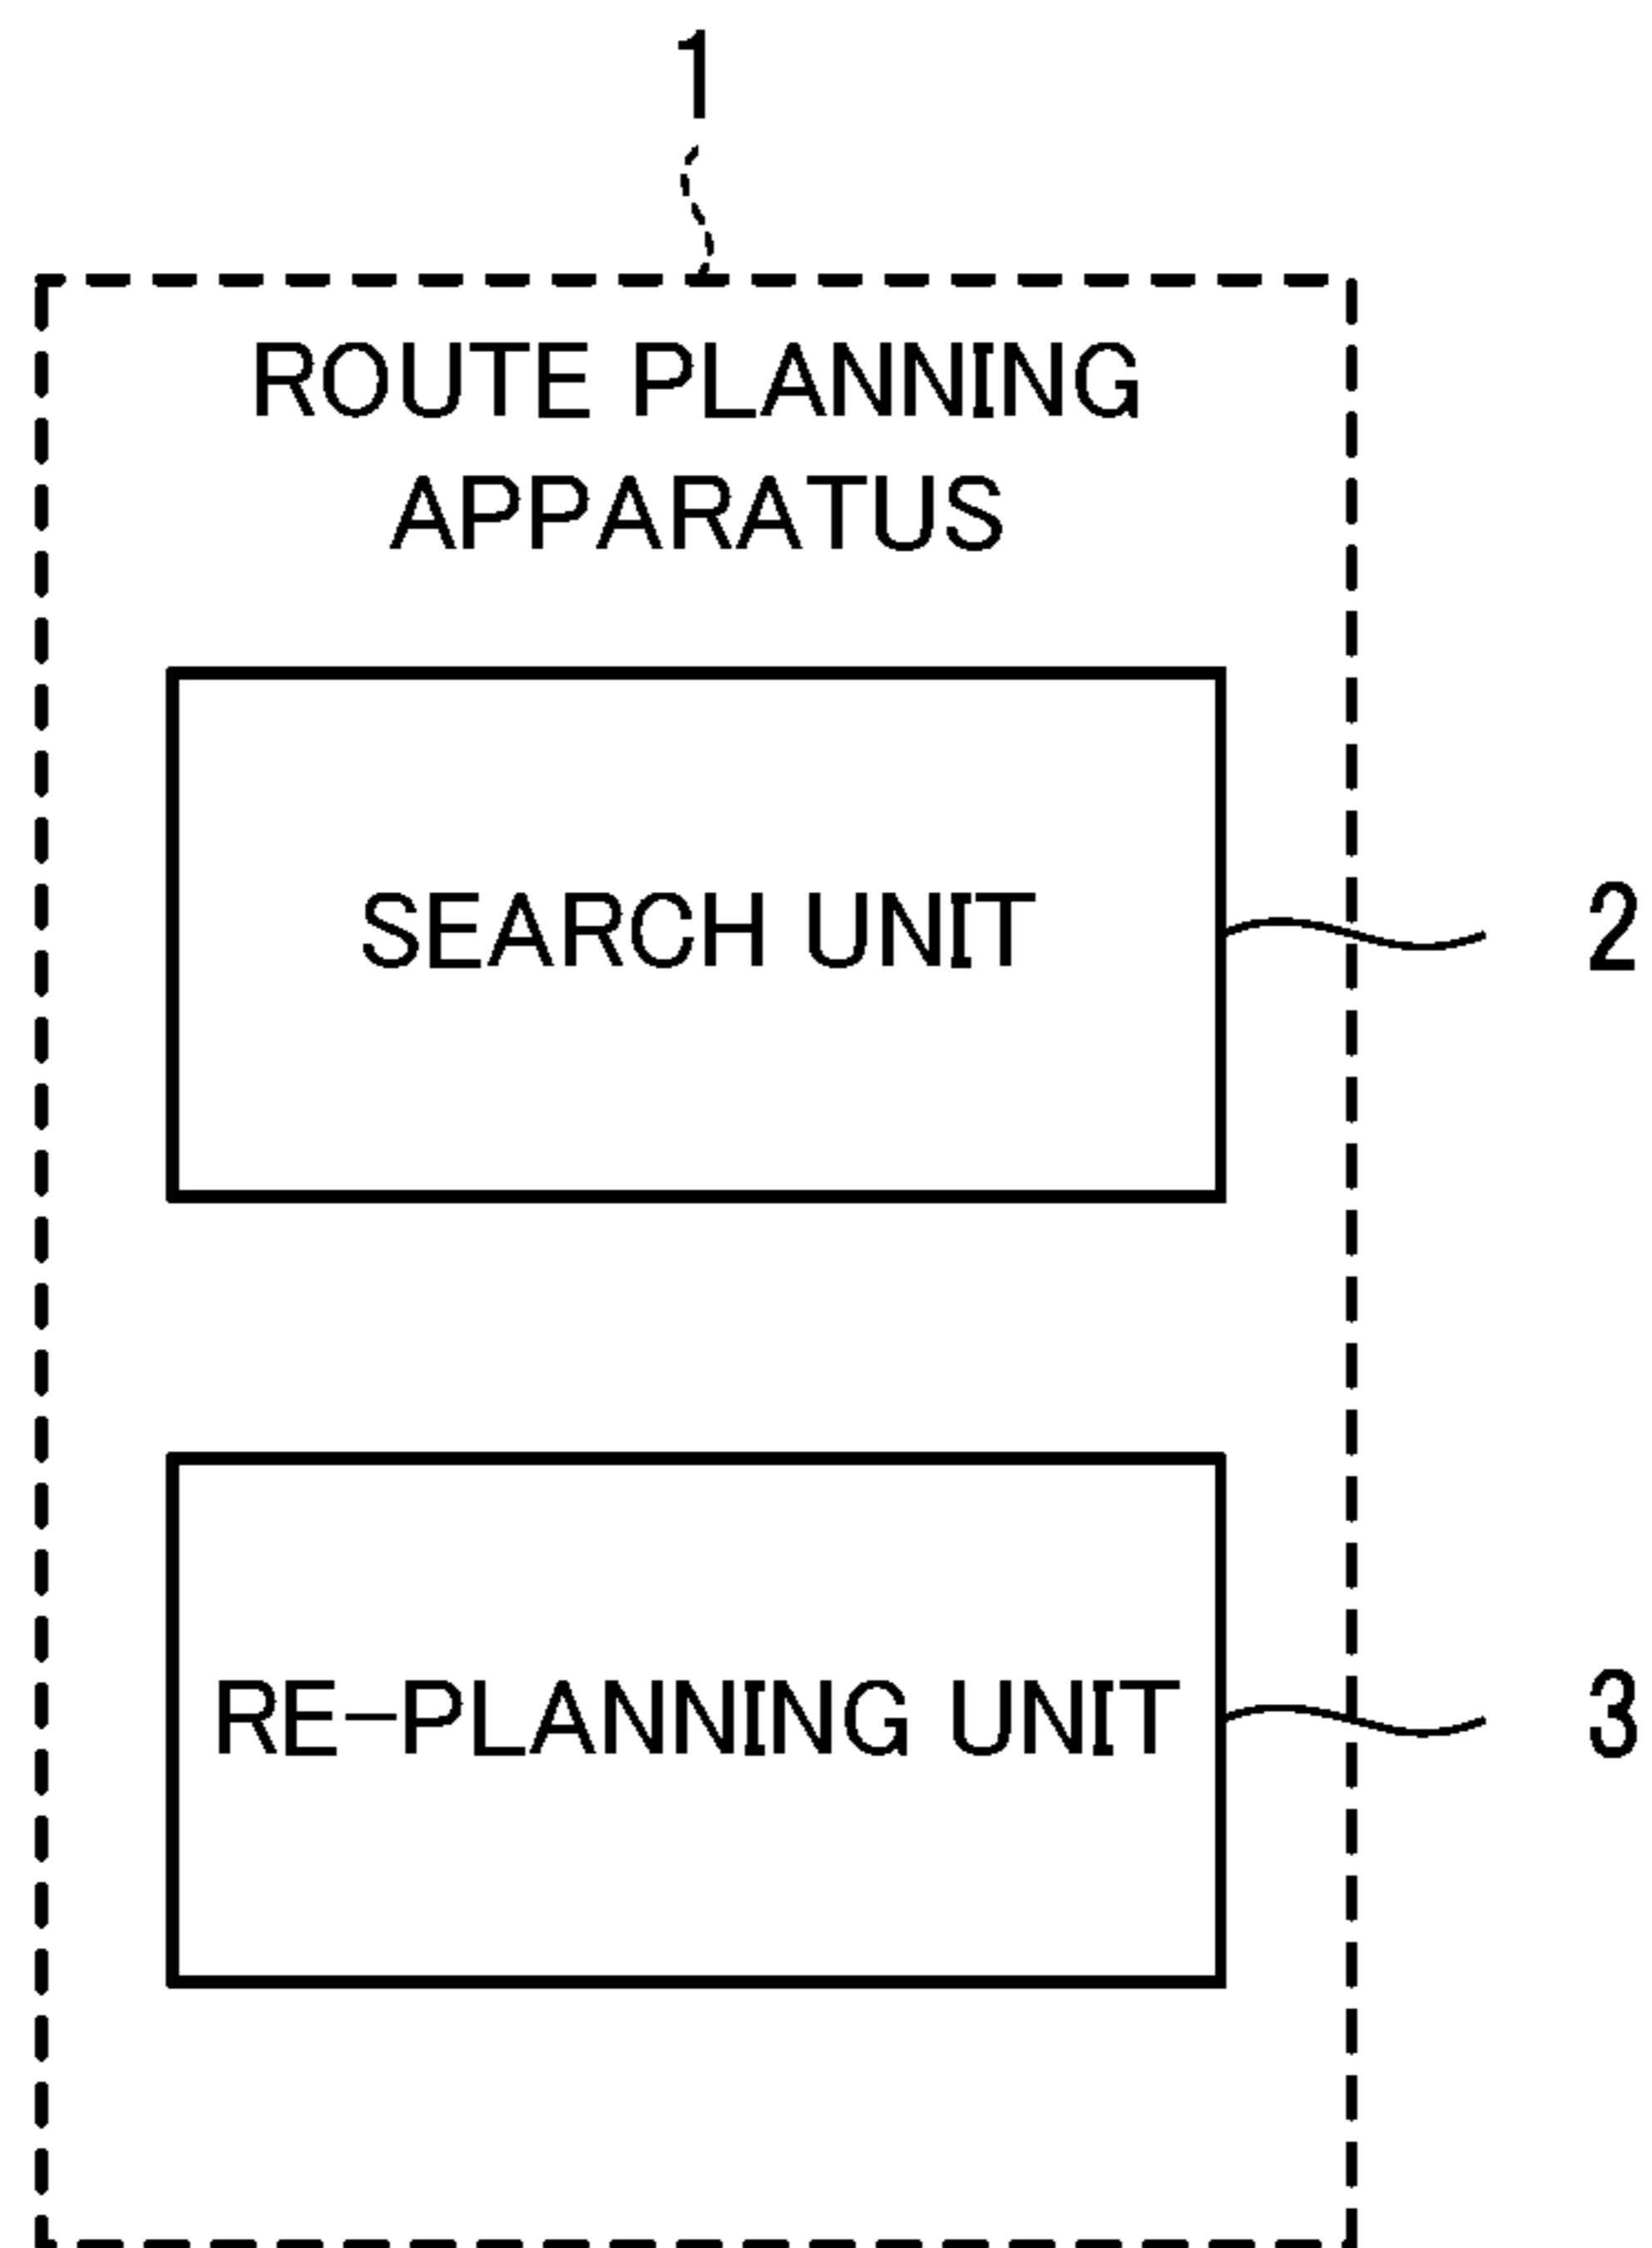 1
ROUTE PLANNING
APPARATUS
SEARCH UNIT
2
RE-PLANNING UNIT
3